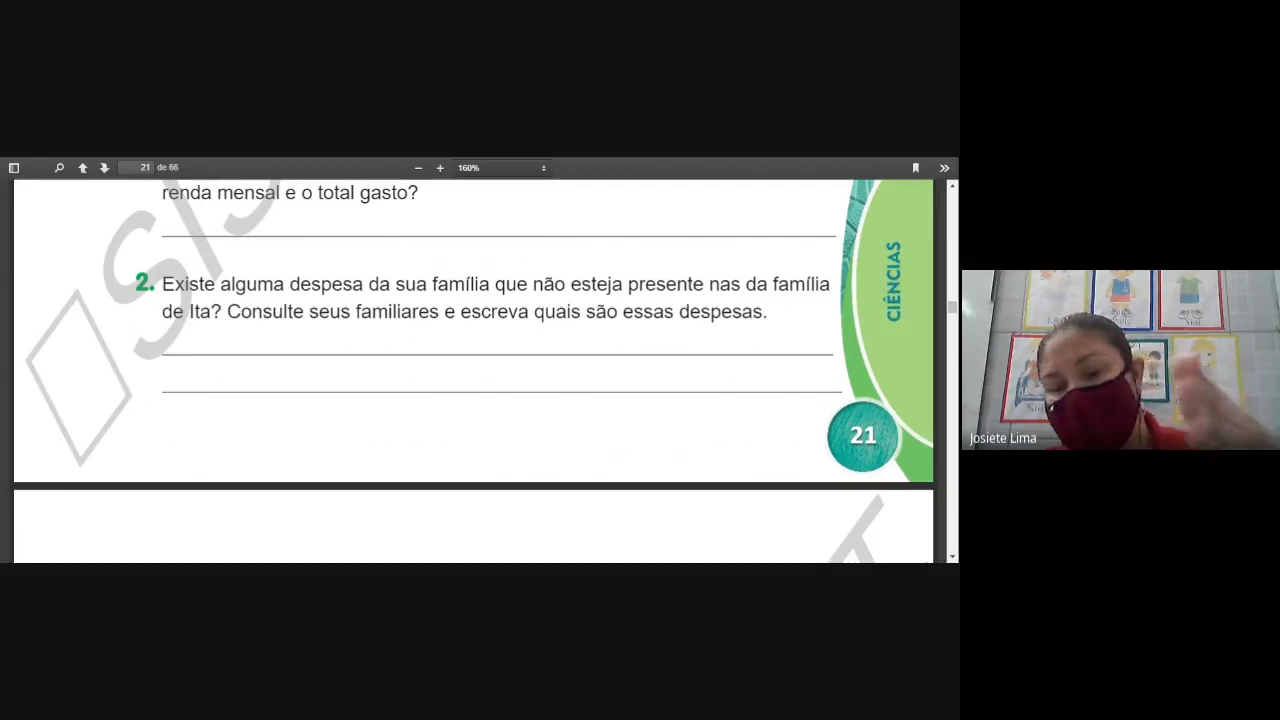 21 de 66
160%
renda mensal e o total gasto?
2. Existe alguma despesa da sua família que não esteja presente nas da família
de Ita? Consulte seus familiares e escreva quais são essas despesas.
CIÊNCIAS
21
SIS
Josiete Lima